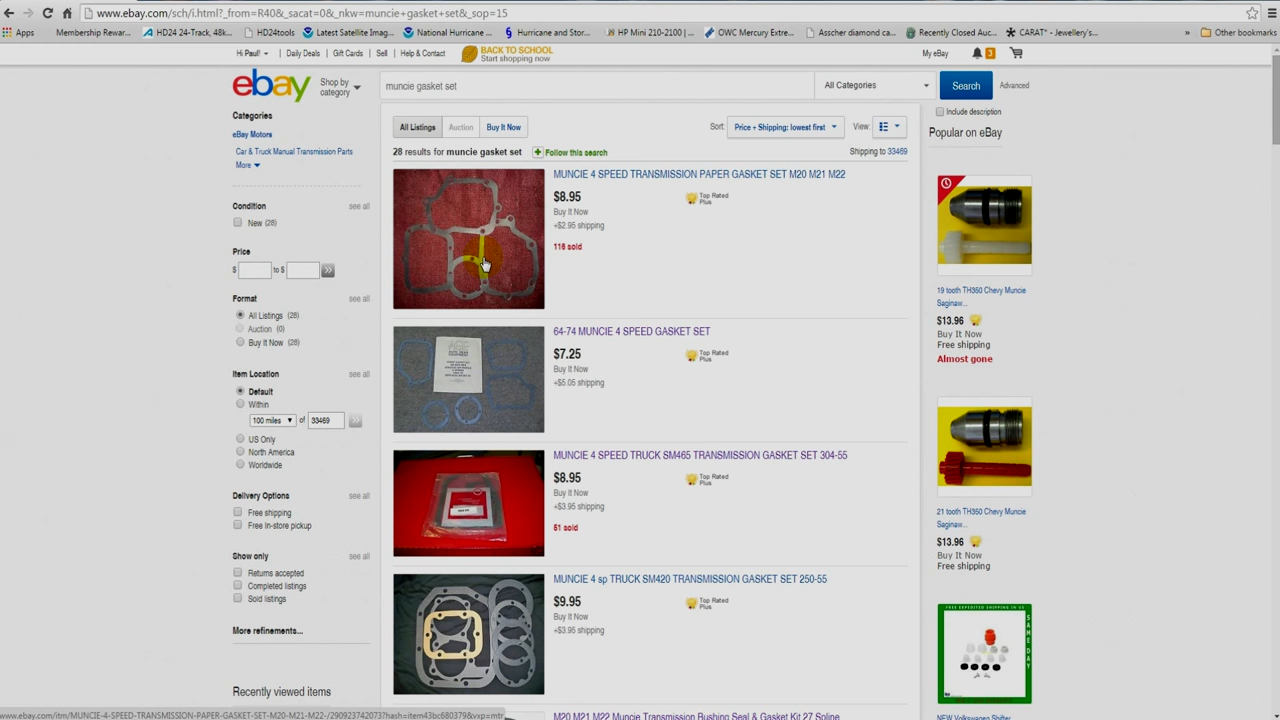 www.ebay.com/sch/i.html?_from=R40&_sacat=0&_nkw=muncie+gasket+set&_sop=15
Apps Membership Rewar... HD24 24-Track, 48k... HD24tools Latest Satellite Imag... National Hurricane ... Hurricane and Stor... HP Mini 210-2100 | ... OWC Mercury Extre... Asscher diamond ca... Recently Closed Auc... CARAT* - Jewellery's... » Other bookmarks
Hi Paul! Daily Deals Gift Cards Sell Help & Contact BACK TO SCHOOL My eBay 3
Start shopping now
ebay Shop by category muncie gasket set All Categories Search Advanced
Include description
Categories
eBay Motors
Car & Truck Manual Transmission Parts
More
Condition see all
New (28)
Price
$ to $
Format see all
All Listings (28)
Auction (0)
Buy It Now (28)
Item Location see all
Default
Within
100 miles of 33469
US Only
North America
Worldwide
Delivery Options see all
Free shipping
Free in-store pickup
Show only see all
Returns accepted
Completed listings
Sold listings
More refinements...
Recently viewed items
All Listings Auction Buy It Now Sort: Price + Shipping: lowest first View:
28 results for muncie gasket set Follow this search Shipping to 33469
MUNCIE 4 SPEED TRANSMISSION PAPER GASKET SET M20 M21 M22
$8.95 Top Rated Plus
Buy It Now
+$2.95 shipping
116 sold
64-74 MUNCIE 4 SPEED GASKET SET
$7.25 Top Rated Plus
Buy It Now
+$5.05 shipping
MUNCIE 4 SPEED TRUCK SM465 TRANSMISSION GASKET SET 304-55
$8.95 Top Rated Plus
Buy It Now
+$3.95 shipping
51 sold
MUNCIE 4 sp TRUCK SM420 TRANSMISSION GASKET SET 250-55
$9.95 Top Rated Plus
Buy It Now
+$3.95 shipping
M20 M21 M22 Muncie Transmission Bushing Seal & Gasket Kit 27 Spline
Popular on eBay
19 tooth TH350 Chevy Muncie
Saginaw...
$13.96
Buy It Now
Free shipping
Almost gone
21 tooth TH350 Chevy Muncie
Saginaw...
$13.96
Buy It Now
Free shipping
FREE EXPEDITED SHIPPING IN US
SAME DAY
NEW Volkswagen Shifter
www.ebay.com/itm/MUNCIE-4-SPEED-TRANSMISSION-PAPER-GASKET-SET-M20-M21-M22-/290923742073?hash=item43bc680379&vxp=mtr